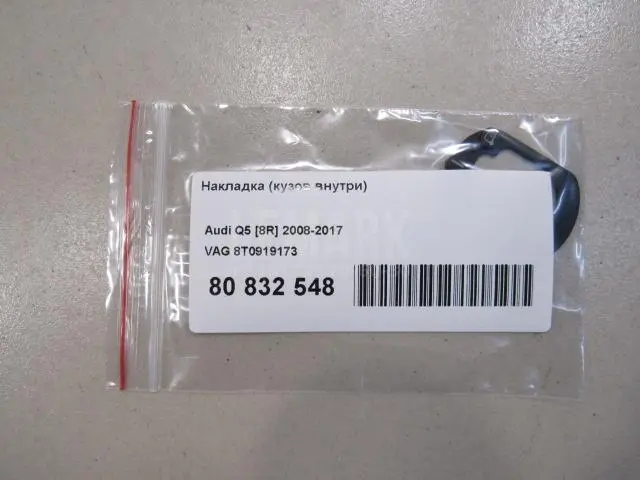 Накладка (кузов внутри)
Audi Q5 [8R] 2008-2017
VAG 8T0919173
80 832 548